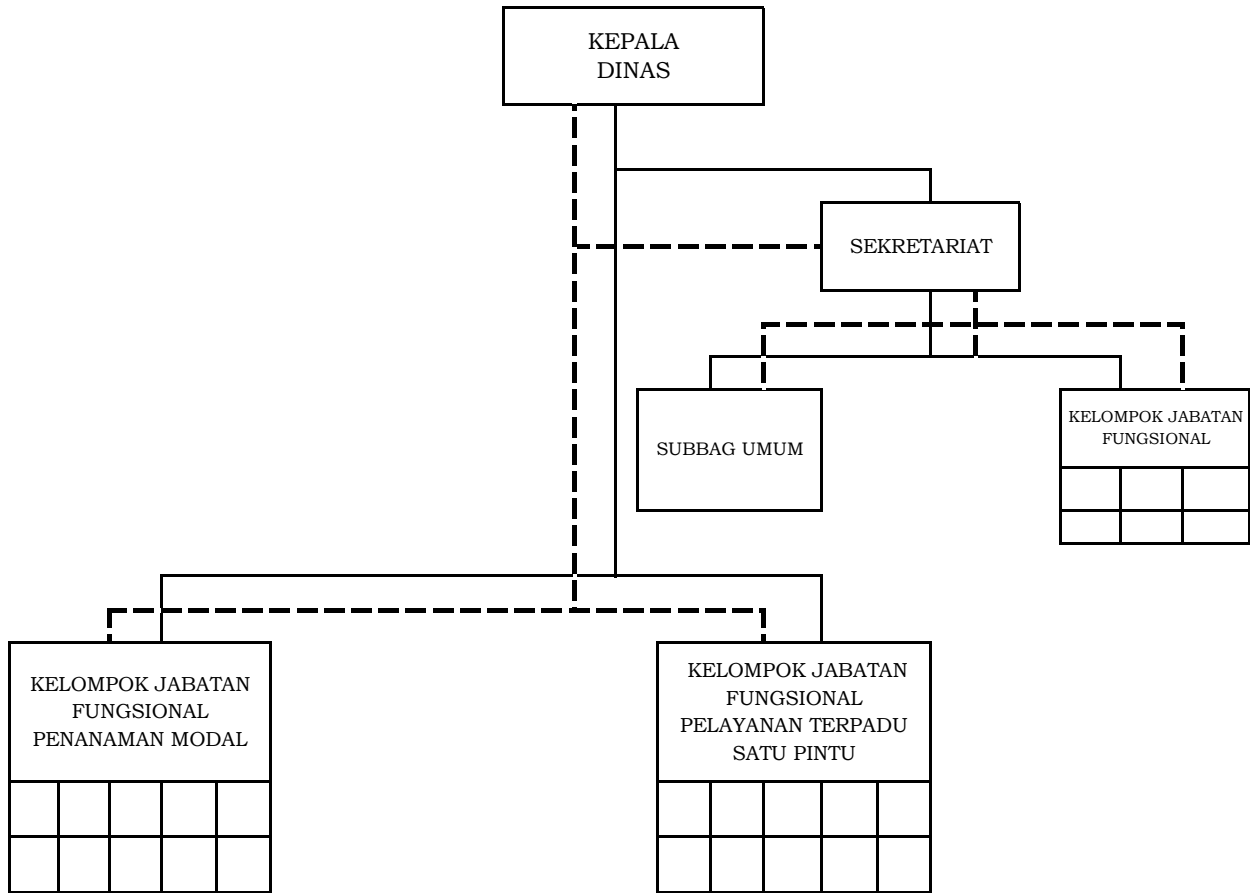 KEPALA
DINAS
SEKRETARIAT
SUBBAG UMUM
KELOMPOK JABATAN
FUNGSIONAL
KELOMPOK JABATAN
FUNGSIONAL
PENANAMAN MODAL
KELOMPOK JABATAN
FUNGSIONAL
PELAYANAN TERPADU
SATU PINTU